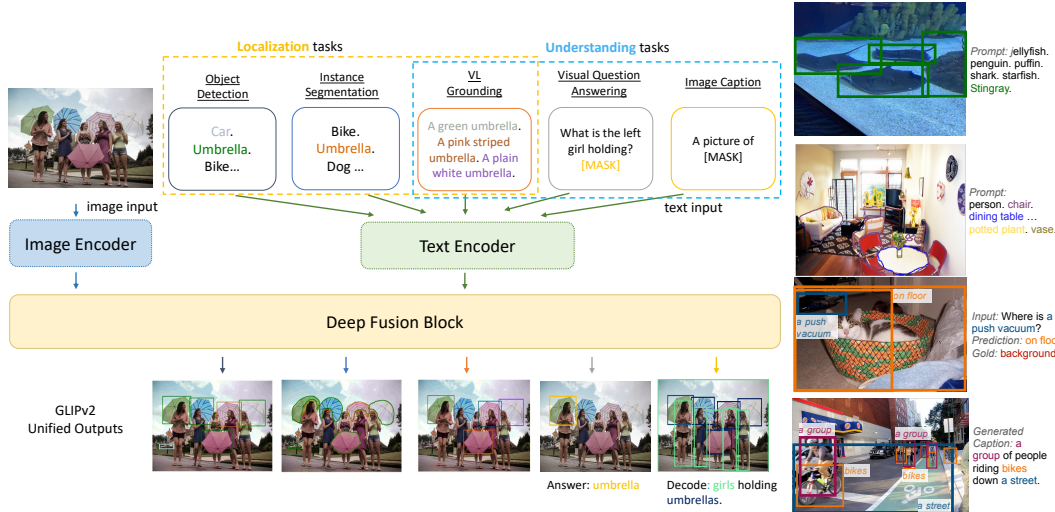 Localization tasks
Understanding tasks
Object
Detection
Instance
Segmentation
VL
Grounding
Visual Question
Answering
Image Caption
Car.
Umbrella.
Bike…
Bike.
Umbrella.
Dog …
A green umbrella.
A pink striped
umbrella. A plain
white umbrella.
What is the left
girl holding?
[MASK]
A picture of
[MASK]
image input
text input
Image Encoder
Text Encoder
Deep Fusion Block
GLIPv2
Unified Outputs
Answer: umbrella
Decode: girls holding
umbrellas.
Prompt: jellyfish.
penguin. puffin.
shark. starfish.
Stingray.
Prompt:
person. chair.
dining table …
potted plant. vase.
on floor
a push
vacuum
Input: Where is a
push vacuum?
Prediction: on floo
Gold: background
a group
a group
bikes
bikes
a street
Generated
Caption: a
group of people
riding bikes
down a street.